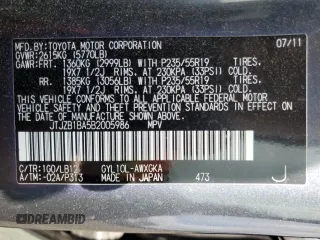 MFD. BY: TOYOTA MOTOR CORPORATION 07/11
GVWR: 2615KG (5770LB)
GAWR: FRT. 1360KG (2999LB) WITH P235/55R19 TIRES,
19X7 1/2J RIMS, AT 230KPA (33PSI) COLD
RR. 1385KG (3056LB) WITH P235/55R19 TIRES,
19X7 1/2J RIMS, AT 230KPA (33PSI) COLD
THIS VEHICLE CONFORMS TO ALL APPLICABLE FEDERAL MOTOR
VEHICLE SAFETY AND THEFT PREVENTION STANDARDS IN EFFECT
ON THE DATE OF MANUFACTURE SHOWN ABOVE.
JTJZB1BA5B2005986 MPV
C/TR: 1G0/LB12 GYL10L-AWXGKA
A/TM: -02A/P313 MADE IN JAPAN 473